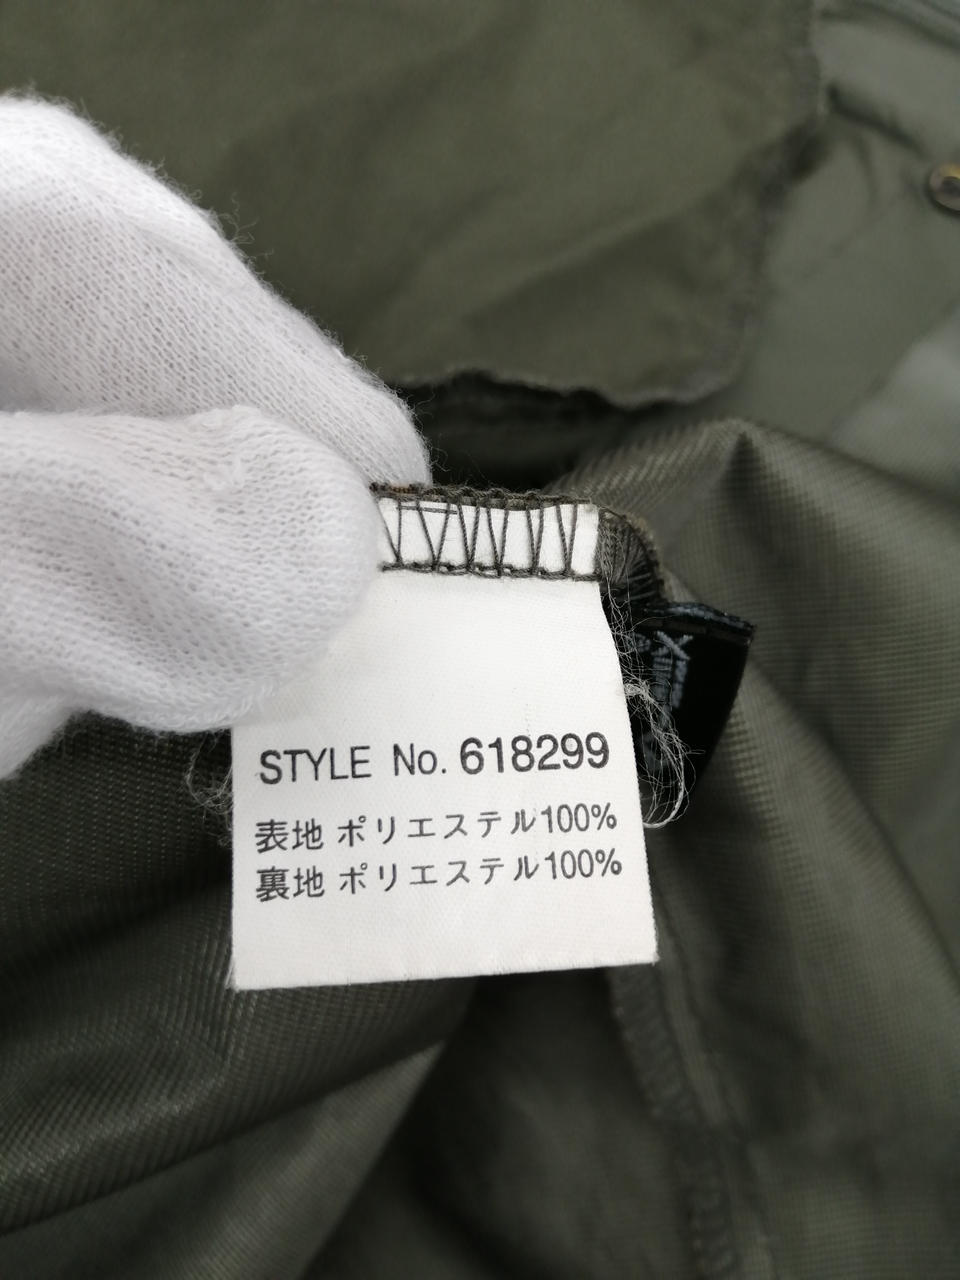 STYLE No. 618299
表地 ポリエステル100%
裏地 ポリエステル100%